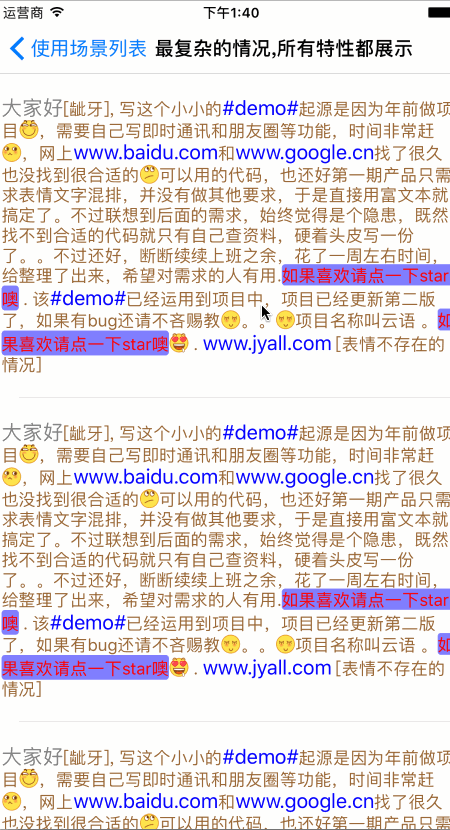 运营商 下午1:40
使用场景列表 最复杂的情况,所有特性都展示
大家好[龇牙], 写这个小小的#demo#起源是因为年前做项
目，需要自己写即时通讯和朋友圈等功能，时间非常赶
，网上www.baidu.com和www.google.cn找了很久
也没找到很合适的可以用的代码，也还好第一期产品只需
求表情文字混排，并没有做其他要求，于是直接用富文本就
搞定了。不过联想到后面的需求，始终觉得是个隐患，既然
找不到合适的代码就只有自己查资料，硬着头皮写一份
了。。不过还好，断断续续上班之余，花了一周左右时间，
给整理了出来，希望对需求的人有用.如果喜欢请点一下star
噢 . 该#demo#已经运用到项目中，项目已经更新第二版
了，如果有bug还请不吝赐教。。项目名称叫云语 。如
果喜欢请点一下star噢 . www.jyall.com [表情不存在的
情况]
大家好[龇牙], 写这个小小的#demo#起源是因为年前做项
目，需要自己写即时通讯和朋友圈等功能，时间非常赶
，网上www.baidu.com和www.google.cn找了很久
也没找到很合适的可以用的代码，也还好第一期产品只需
求表情文字混排，并没有做其他要求，于是直接用富文本就
搞定了。不过联想到后面的需求，始终觉得是个隐患，既然
找不到合适的代码就只有自己查资料，硬着头皮写一份
了。。不过还好，断断续续上班之余，花了一周左右时间，
给整理了出来，希望对需求的人有用.如果喜欢请点一下star
噢 . 该#demo#已经运用到项目中，项目已经更新第二版
了，如果有bug还请不吝赐教。。项目名称叫云语 。如
果喜欢请点一下star噢 . www.jyall.com [表情不存在的
情况]
大家好[龇牙], 写这个小小的#demo#起源是因为年前做项
目，需要自己写即时通讯和朋友圈等功能，时间非常赶
，网上www.baidu.com和www.google.cn找了很久